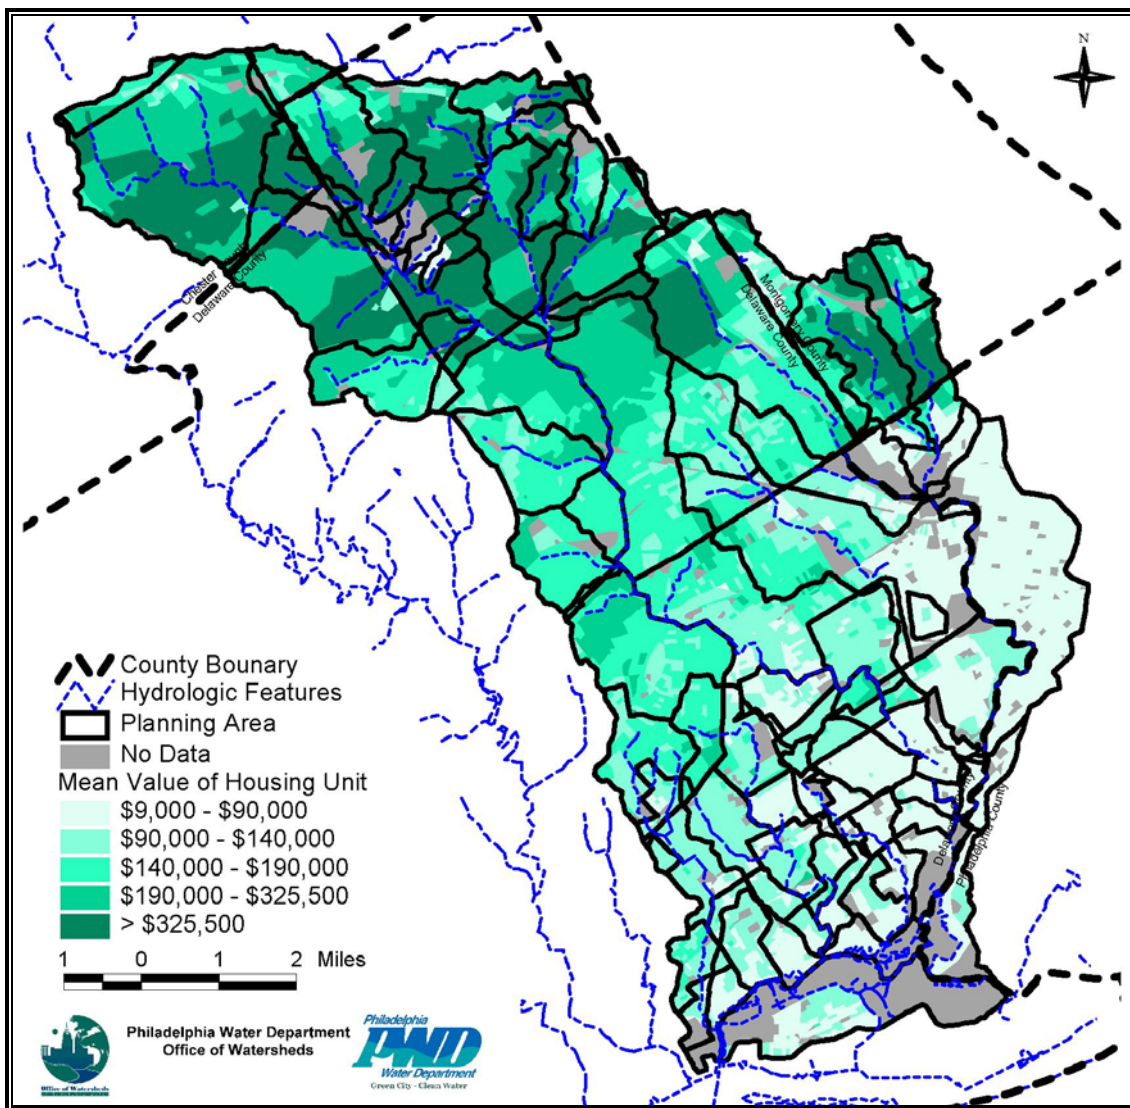 N
Chester County
Delaware County
Montgomery County
Delaware County
County Bounary
Hydrologic Features
Planning Area
No Data
Mean Value of Housing Unit
$9,000 - $90,000
$90,000 - $140,000
$140,000 - $190,000
$190,000 - $325,500
> $325,500
Delaware County
Philadelphia County
1 0 1 2 Miles
Philadelphia Water Department
Office of Watersheds
Office of Watersheds
Philadelphia
PWD
Water Department
Green City - Clean Water